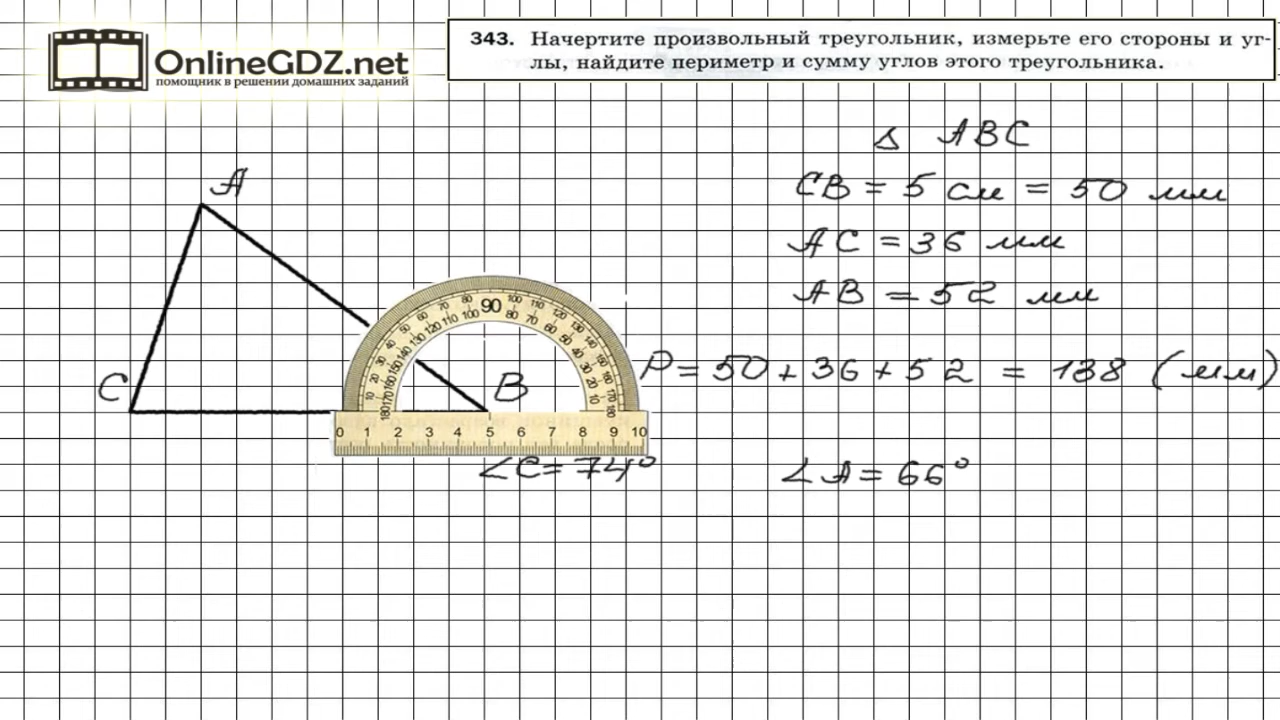 OnlineGDZ.net
помощник в решении домашних заданий
343. Начертите произвольный треугольник, измерьте его стороны и уг-
лы, найдите периметр и сумму углов этого треугольника.
Δ ABC
CB = 5 см = 50 мм
AC = 36 мм
AB = 52 мм
P = 50 + 36 + 52 = 138 (мм)
A
C
B
90
0 1 2 3 4 5 6 7 8 9 10
∠C = 74°
∠A = 66°